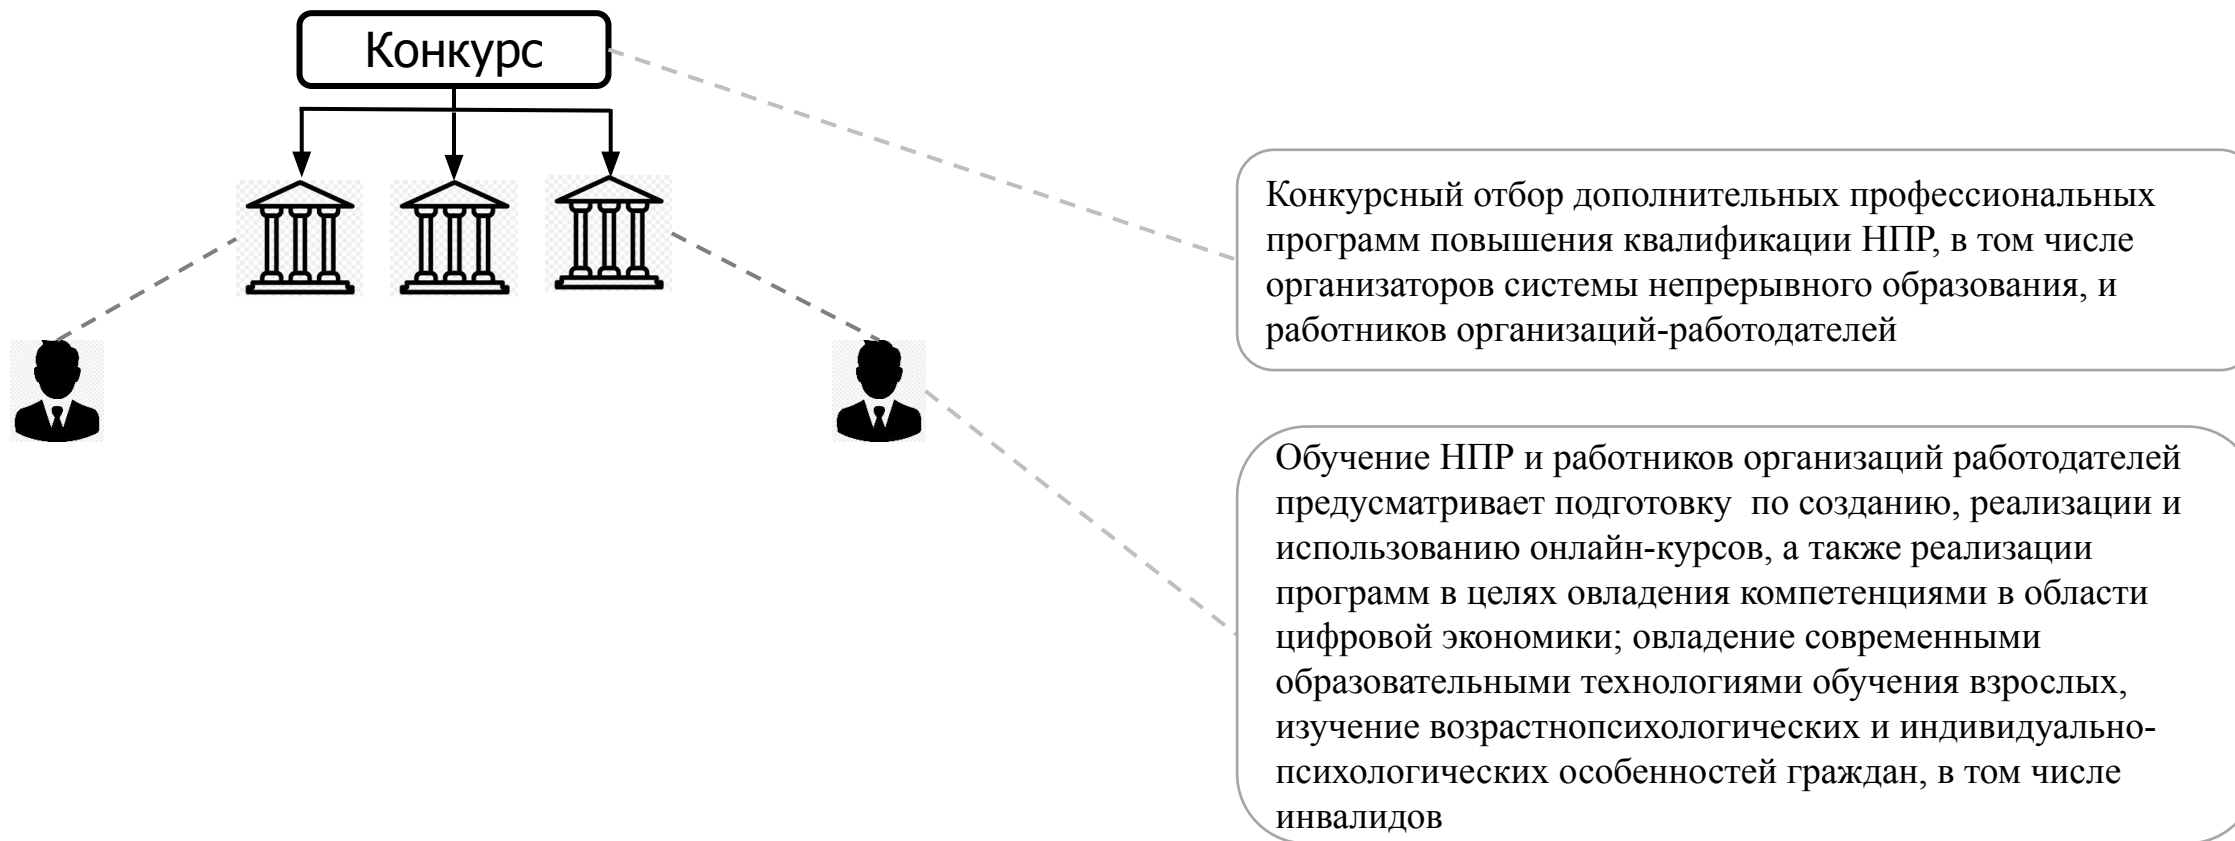 Конкурс
Конкурсный отбор дополнительных профессиональных
программ повышения квалификации НПР, в том числе
организаторов системы непрерывного образования, и
работников организаций-работодателей
Обучение НПР и работников организаций работодателей
предусматривает подготовку  по созданию, реализации и
использованию онлайн-курсов, а также реализации
программ в целях овладения компетенциями в области
цифровой экономики; овладение современными
образовательными технологиями обучения взрослых,
изучение возрастнопсихологических и индивидуально-
психологических особенностей граждан, в том числе
инвалидов